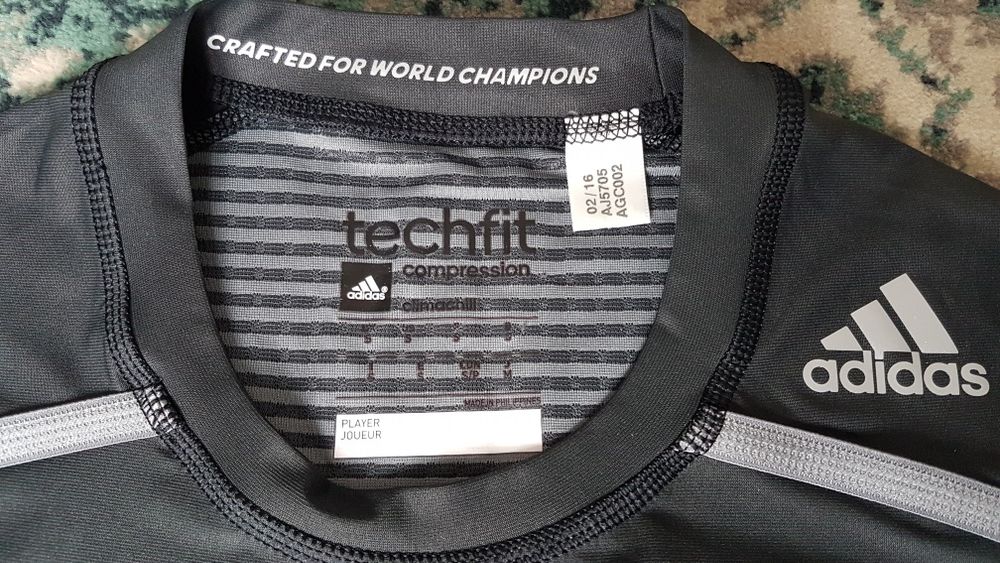 CRAFTED FOR WORLD CHAMPIONS
02/16
AJ5705
AGC002
techfit
compression
adidas®
climachill
S/P M
MADE IN PHILIPPINES
PLAYER
JOUEUR
adidas